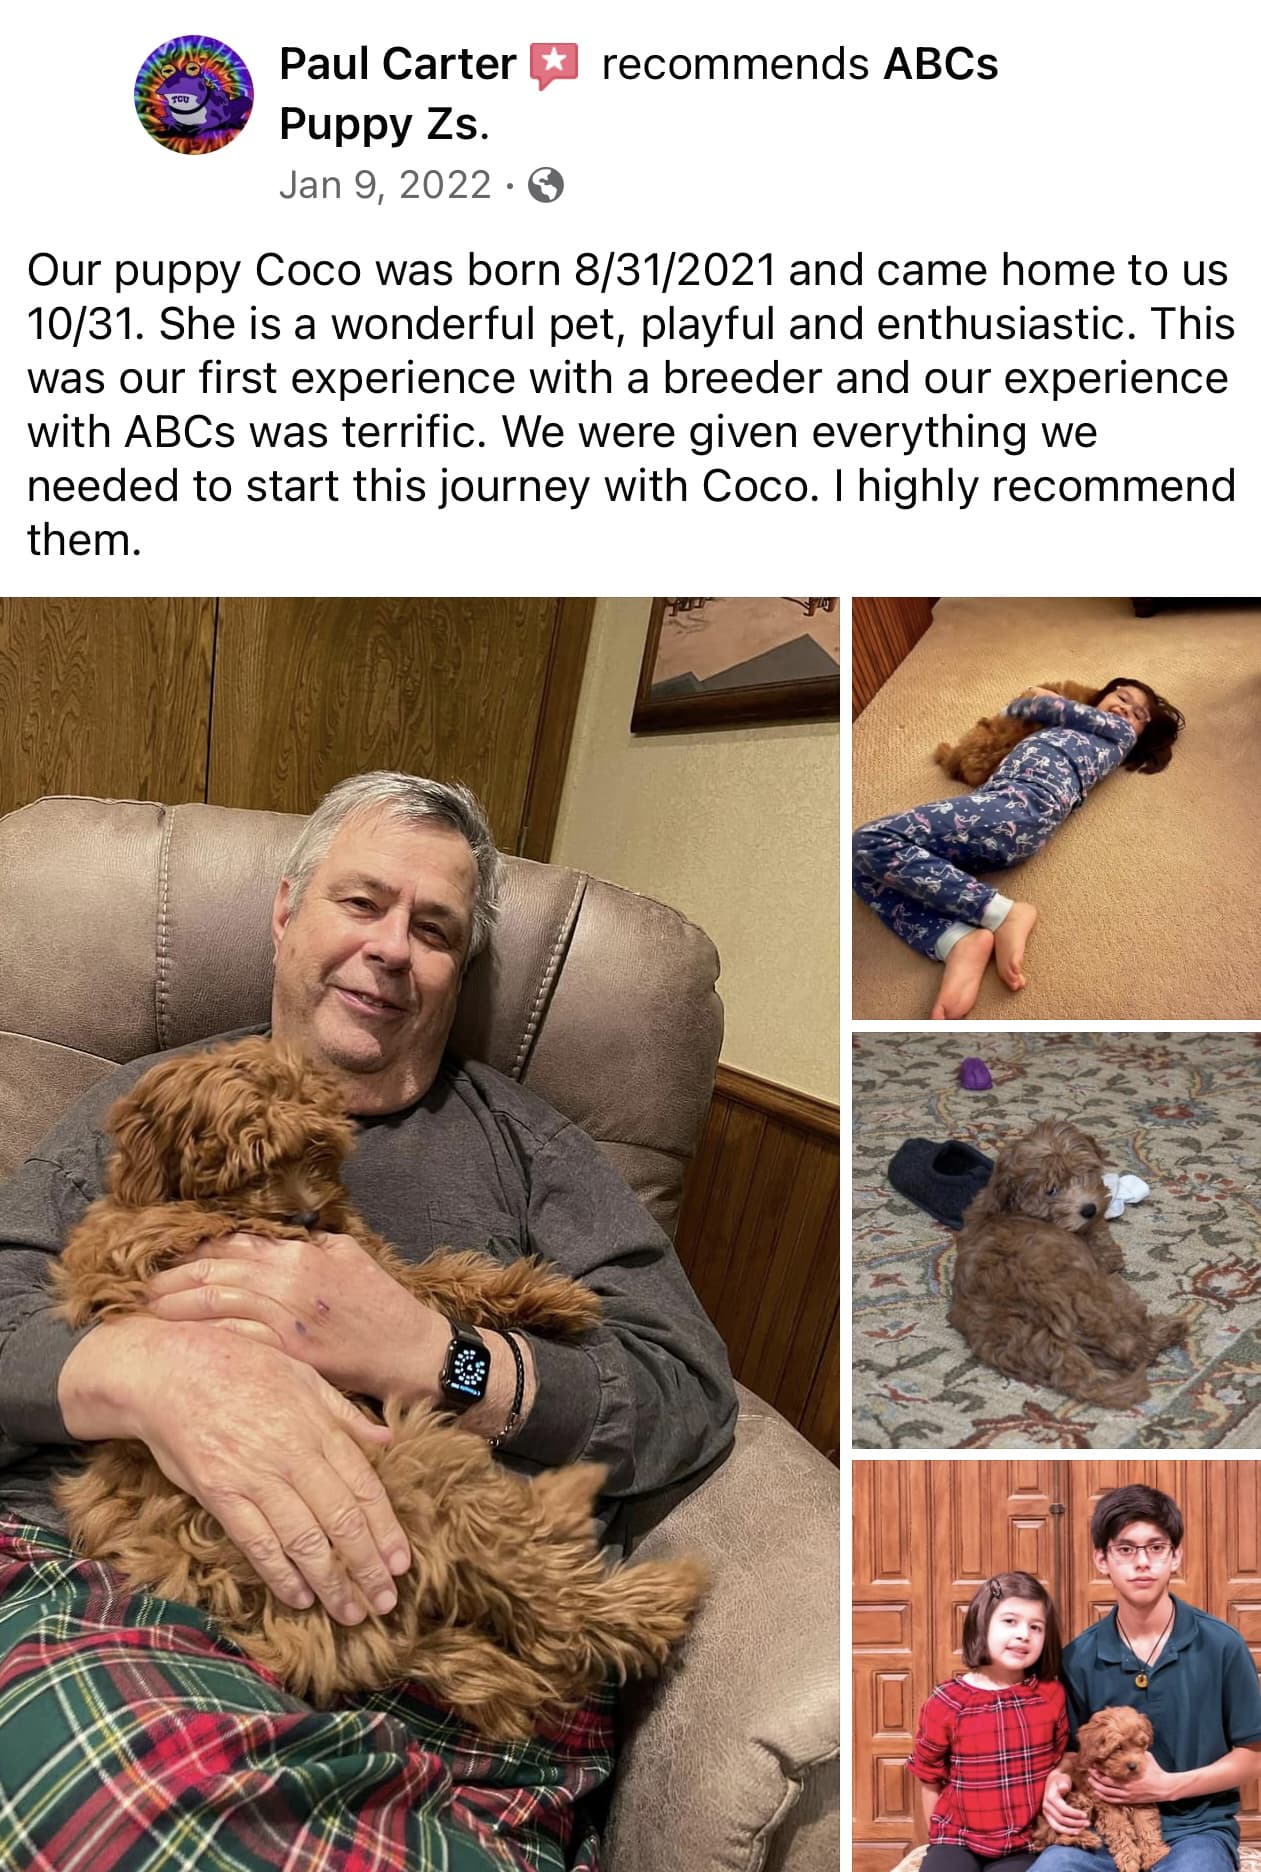 Paul Carter recommends ABCs
Puppy Zs.
Jan 9, 2022 ·
Our puppy Coco was born 8/31/2021 and came home to us
10/31. She is a wonderful pet, playful and enthusiastic. This
was our first experience with a breeder and our experience
with ABCs was terrific. We were given everything we
needed to start this journey with Coco. I highly recommend
them.
TCU